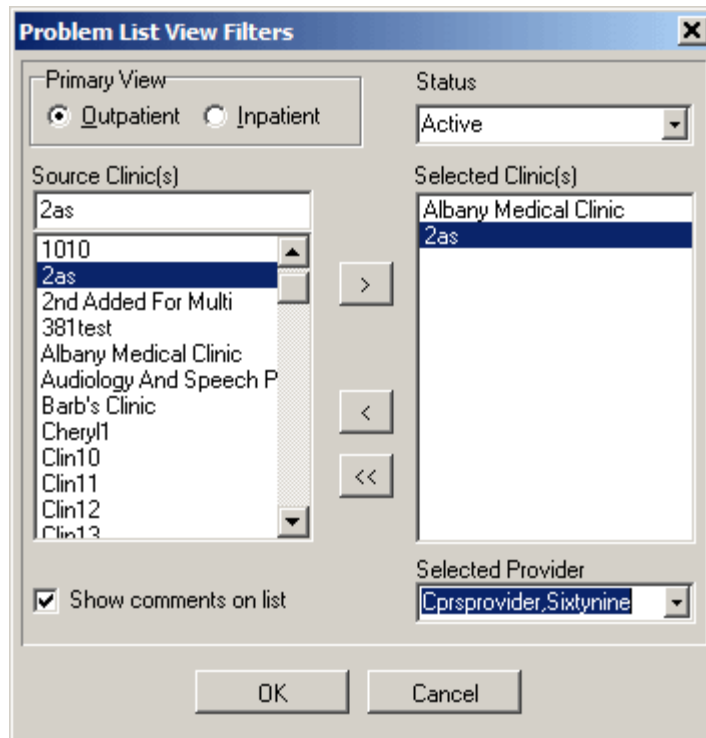 Problem List View Filters
Primary View
Outpatient Inpatient
Status
Active
Source Clinic(s)
2as
1010
2as
2nd Added For Multi
381test
Albany Medical Clinic
Audiology And Speech P
Barb's Clinic
Cheryl1
Clin10
Clin11
Clin12
Clin13
>
<
<<
Selected Clinic(s)
Albany Medical Clinic
2as
Show comments on list
Selected Provider
Cprsprovider,Sixtynine
OK Cancel